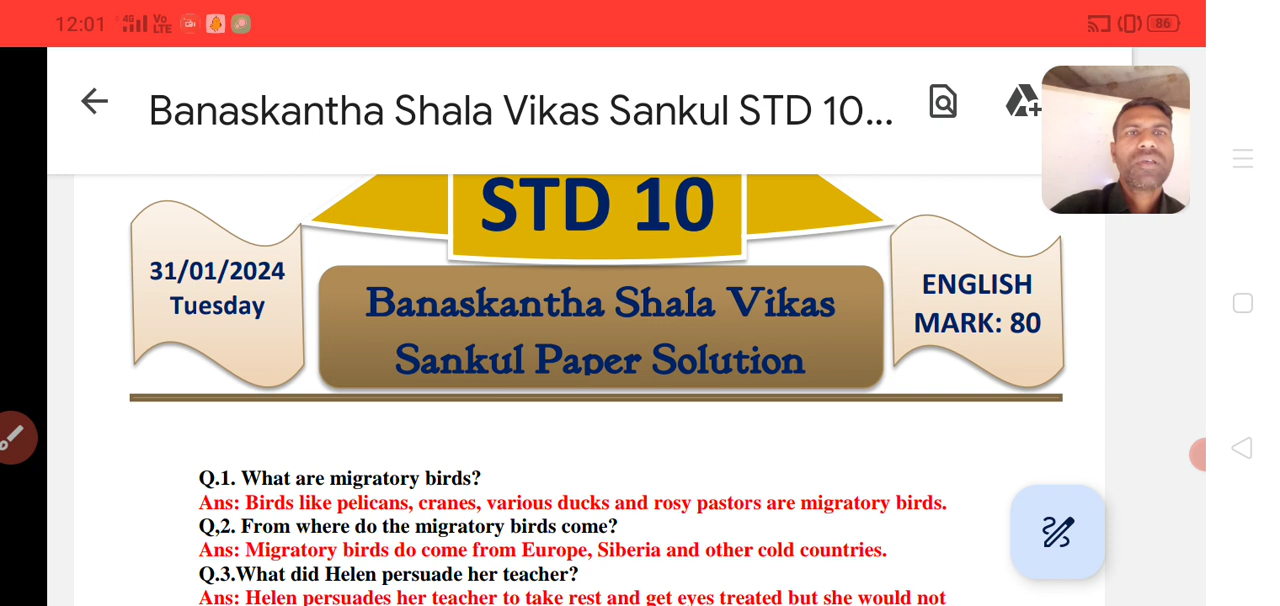 12:01 4G Vo LTE 86
Banaskantha Shala Vikas Sankul STD 10...
STD 10
31/01/2024
Tuesday
Banaskantha Shala Vikas
Sankul Paper Solution
ENGLISH
MARK: 80
Q.1. What are migratory birds?
Ans: Birds like pelicans, cranes, various ducks and rosy pastors are migratory birds.
Q,2. From where do the migratory birds come?
Ans: Migratory birds do come from Europe, Siberia and other cold countries.
Q.3.What did Helen persuade her teacher?
Ans: Helen persuades her teacher to take rest and get eyes treated but she would not